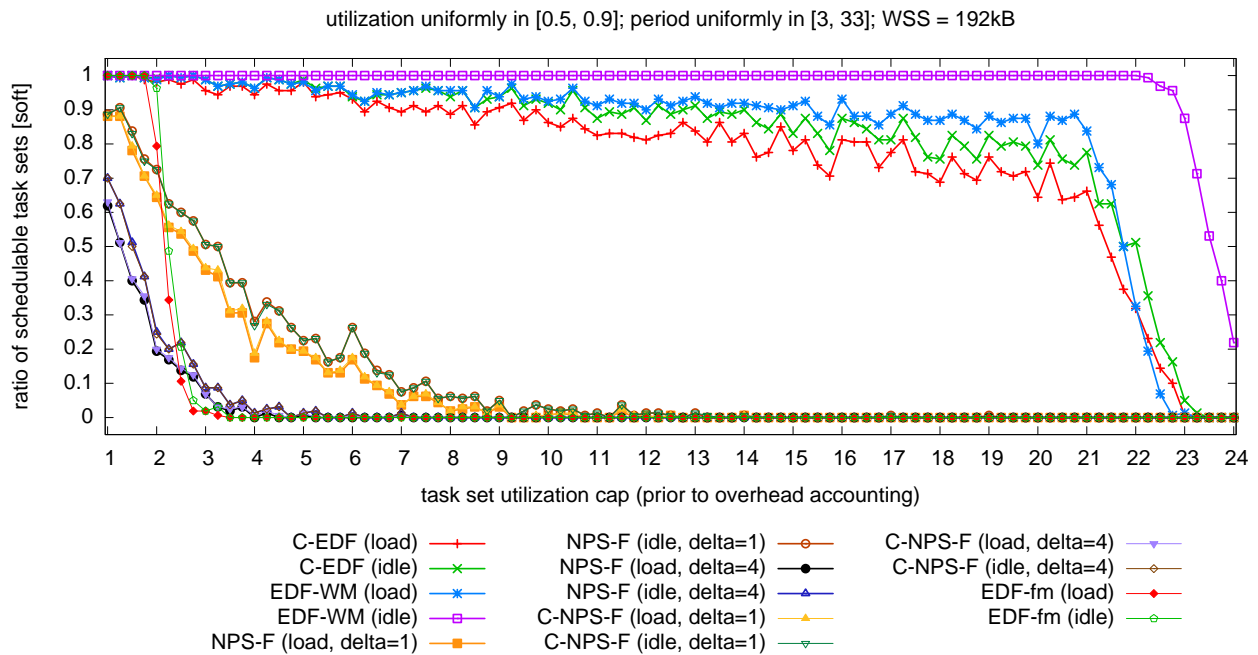 utilization uniformly in [0.5, 0.9]; period uniformly in [3, 33]; WSS = 192kB
ratio of schedulable task sets [soft]
1
0.9
0.8
0.7
0.6
0.5
0.4
0.3
0.2
0.1
0
1 2 3 4 5 6 7 8 9 10 11 12 13 14 15 16 17 18 19 20 21 22 23 24
task set utilization cap (prior to overhead accounting)
C-EDF (load)
C-EDF (idle)
EDF-WM (load)
EDF-WM (idle)
NPS-F (load, delta=1)
NPS-F (idle, delta=1)
NPS-F (load, delta=4)
NPS-F (idle, delta=4)
C-NPS-F (load, delta=1)
C-NPS-F (idle, delta=1)
C-NPS-F (load, delta=4)
C-NPS-F (idle, delta=4)
EDF-fm (load)
EDF-fm (idle)